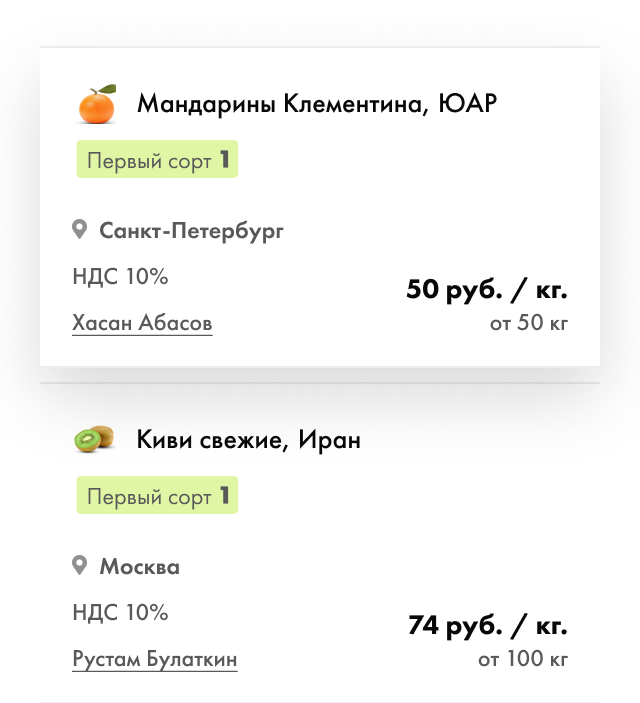 Мандарины Клементина, ЮАР
Первый сорт 1
Санкт-Петербург
НДС 10%
50 руб. / кг.
Хасан Абасов
от 50 кг
Киви свежие, Иран
Первый сорт 1
Москва
НДС 10%
74 руб. / кг.
Рустам Булаткин
от 100 кг